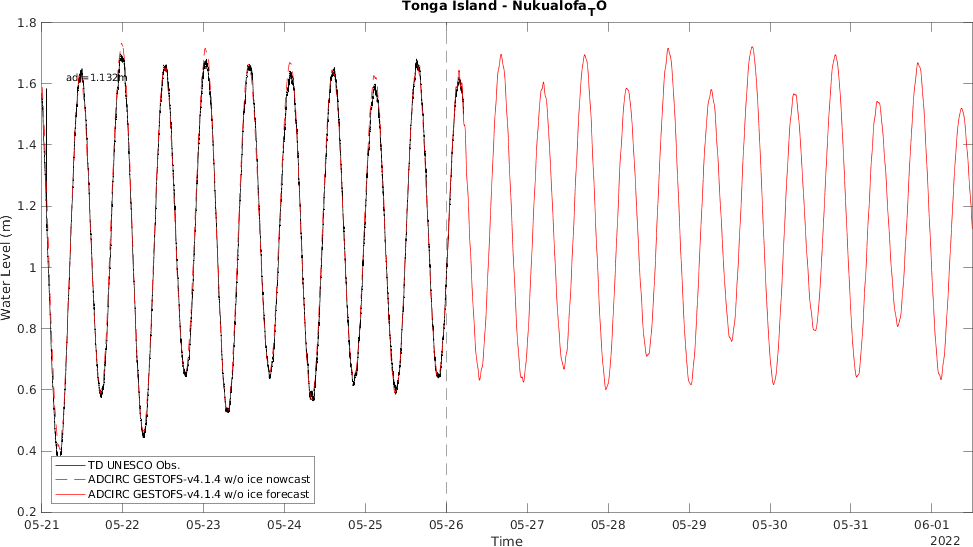 Tonga Island - Nukualofa_TO
1.8
1.6
1.4
1.2
1
0.8
0.6
0.4
0.2
Water Level (m)
adj=1.132m
TD UNESCO Obs.
ADCIRC GESTOFS-v4.1.4 w/o ice nowcast
ADCIRC GESTOFS-v4.1.4 w/o ice forecast
05-21 05-22 05-23 05-24 05-25 05-26 05-27 05-28 05-29 05-30 05-31 06-01
Time
2022